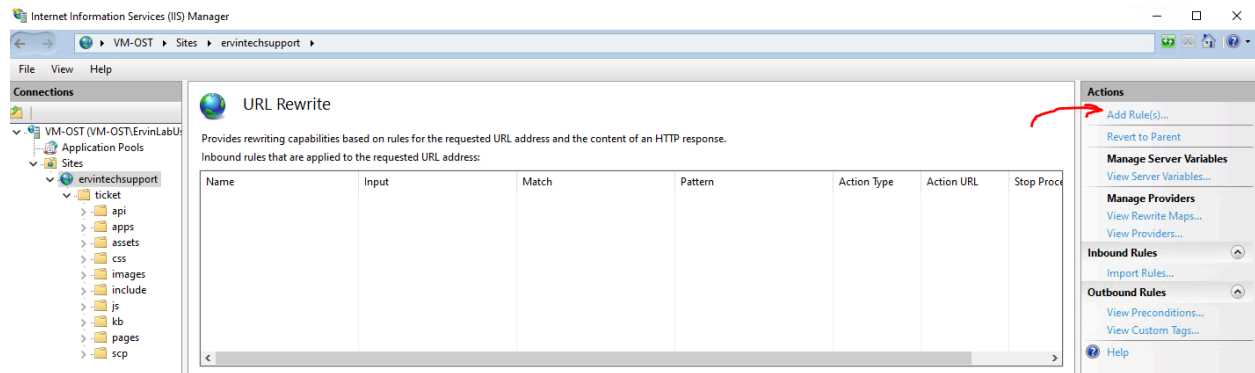 Internet Information Services (IIS) Manager
VM-OST Sites ervintechsupport
File View Help
Connections
VM-OST (VM-OST\ErvinLabU
Application Pools
Sites
ervintechsupport
ticket
api
apps
assets
css
images
include
js
kb
pages
scp
URL Rewrite
Provides rewriting capabilities based on rules for the requested URL address and the content of an HTTP response.
Inbound rules that are applied to the requested URL address:
Name Input Match Pattern Action Type Action URL Stop Proce
Actions
Add Rule(s)...
Revert to Parent
Manage Server Variables
View Server Variables...
Manage Providers
View Rewrite Maps...
View Providers...
Inbound Rules
Import Rules...
Outbound Rules
View Preconditions...
View Custom Tags...
Help